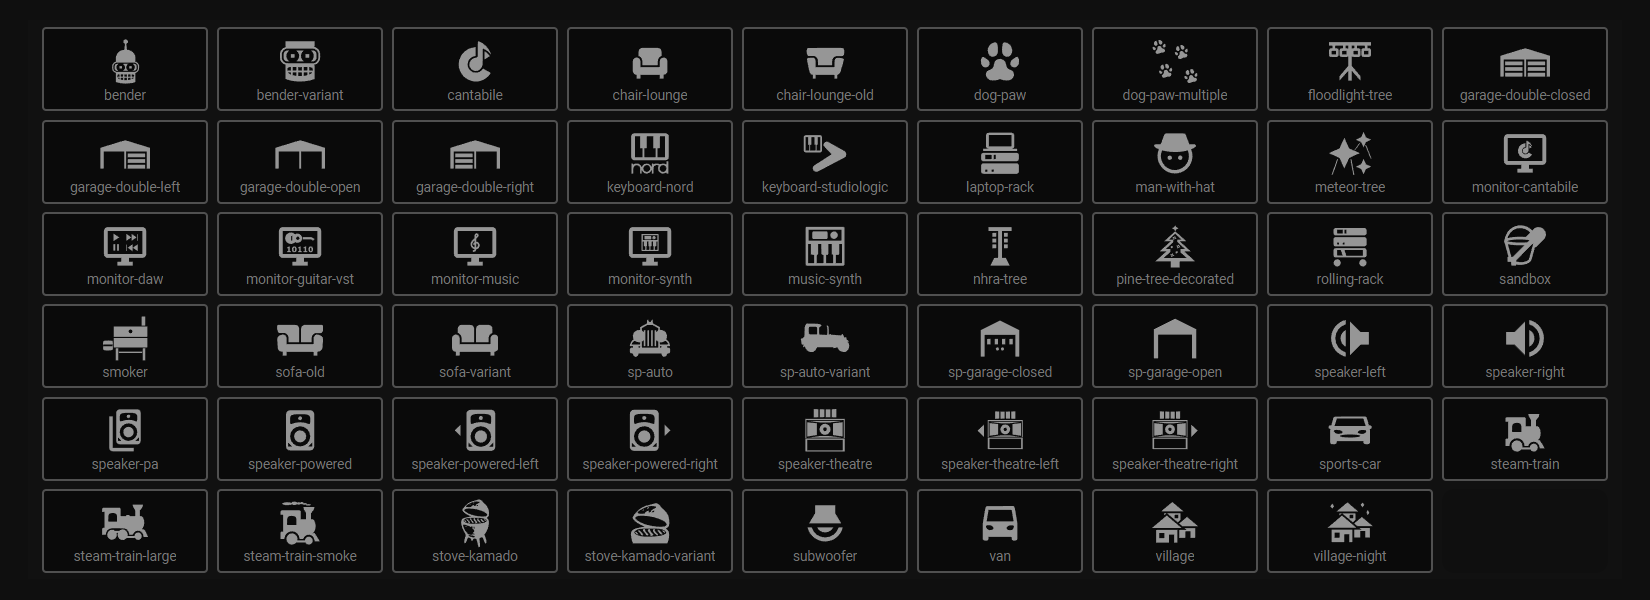 bender bender-variant cantabile chair-lounge chair-lounge-old dog-paw dog-paw-multiple floodlight-tree garage-double-closed
nord
garage-double-left garage-double-open garage-double-right keyboard-nord keyboard-studiologic laptop-rack man-with-hat meteor-tree monitor-cantabile
10110
monitor-daw monitor-guitar-vst monitor-music monitor-synth music-synth nhra-tree pine-tree-decorated rolling-rack sandbox
smoker sofa-old sofa-variant sp-auto sp-auto-variant sp-garage-closed sp-garage-open speaker-left speaker-right
speaker-pa speaker-powered speaker-powered-left speaker-powered-right speaker-theatre speaker-theatre-left speaker-theatre-right sports-car steam-train
steam-train-large steam-train-smoke stove-kamado stove-kamado-variant subwoofer van village village-night